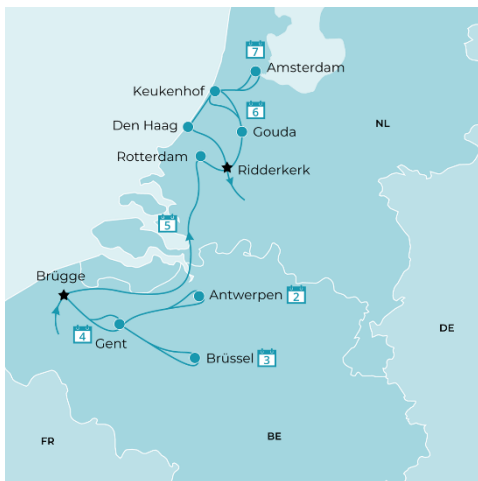 7
Amsterdam
Keukenhof
6
Den Haag
Gouda
NL
Rotterdam
Ridderkerk
5
Brügge
Antwerpen 2
4
Gent
DE
Brüssel 3
FR
BE